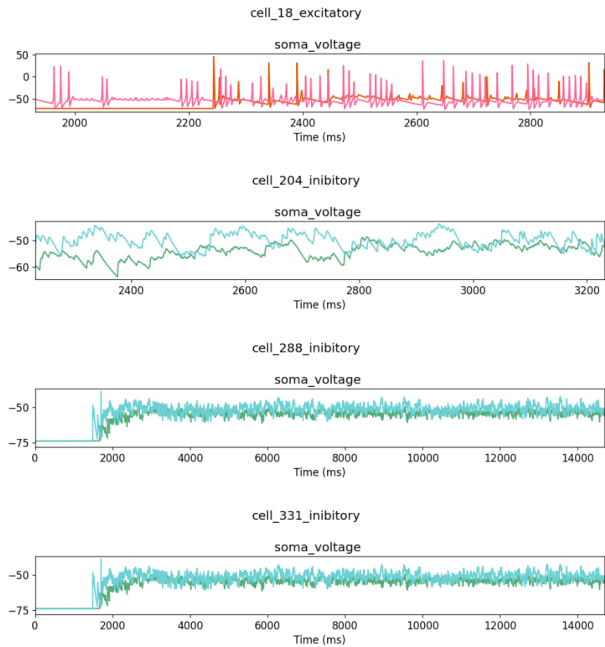 cell_18_excitatory
soma_voltage
50
0
−50
2000 2200 2400 2600 2800
Time (ms)
cell_204_inibitory
soma_voltage
−50
−60
2400 2600 2800 3000 3200
Time (ms)
cell_288_inibitory
soma_voltage
−50
−75
0 2000 4000 6000 8000 10000 12000 14000
Time (ms)
cell_331_inibitory
soma_voltage
−50
−75
0 2000 4000 6000 8000 10000 12000 14000
Time (ms)